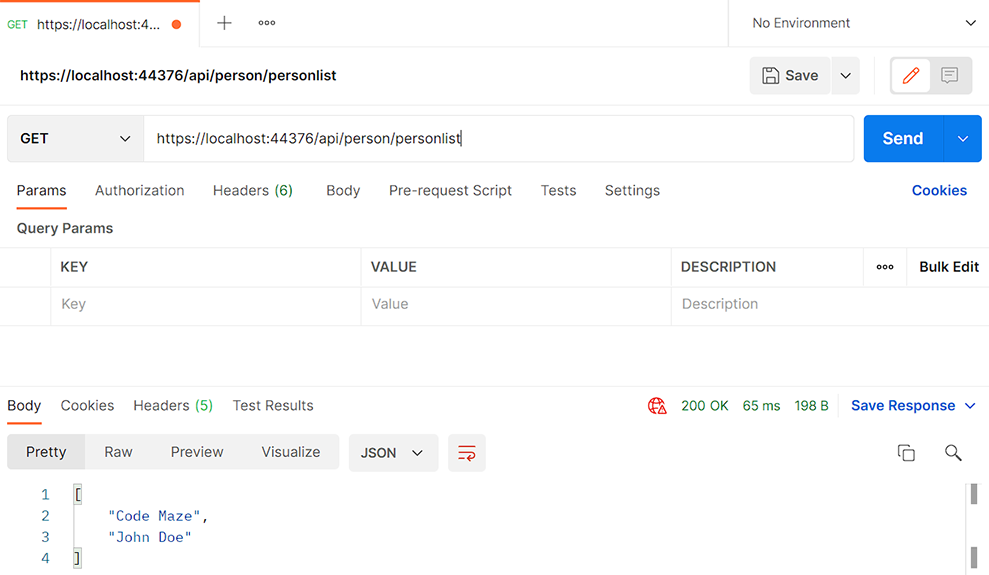 GET https://localhost:4...
No Environment
https://localhost:44376/api/person/personlist
Save
GET https://localhost:44376/api/person/personlist Send
Params Authorization Headers (6) Body Pre-request Script Tests Settings Cookies
Query Params
KEY VALUE DESCRIPTION Bulk Edit
Key Value Description
Body Cookies Headers (5) Test Results 200 OK 65 ms 198 B Save Response
Pretty Raw Preview Visualize JSON
1 [
2 "Code Maze",
3 "John Doe"
4 ]